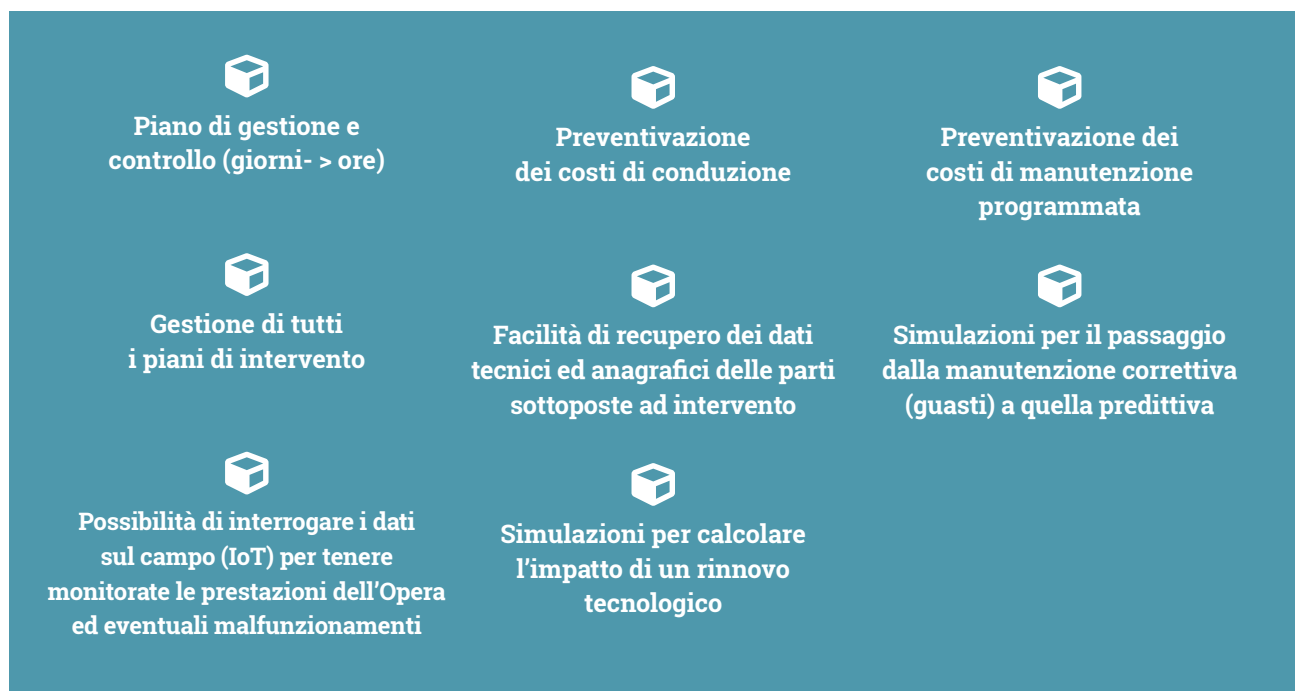 Piano di gestione e
controllo (giorni- > ore)
Preventivazione
dei costi di conduzione
Preventivazione dei
costi di manutenzione
programmata
Gestione di tutti
i piani di intervento
Facilità di recupero dei dati
tecnici ed anagrafici delle parti
sottoposte ad intervento
Simulazioni per il passaggio
dalla manutenzione correttiva
(guasti) a quella predittiva
Possibilità di interrogare i dati
sul campo (IoT) per tenere
monitorate le prestazioni dell’Opera
ed eventuali malfunzionamenti
Simulazioni per calcolare
l’impatto di un rinnovo
tecnologico